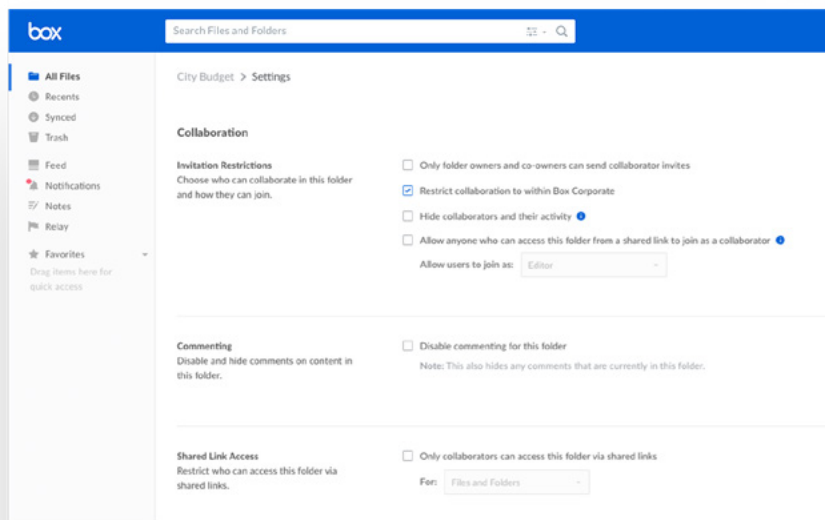 box
Search Files and Folders
All Files
Recents
Synced
Trash
Feed
Notifications
Notes
Relay
Favorites
Drag items here for
quick access
City Budget > Settings
Collaboration
Invitation Restrictions
Choose who can collaborate in this folder
and how they can join.
Only folder owners and co-owners can send collaborator invites
Restrict collaboration to within Box Corporate
Hide collaborators and their activity
Allow anyone who can access this folder from a shared link to join as a collaborator
Allow users to join as: Editor
Commenting
Disable and hide comments on content in
this folder.
Disable commenting for this folder
Note: This also hides any comments that are currently in this folder.
Shared Link Access
Restrict who can access this folder via
shared links.
Only collaborators can access this folder via shared links
For: Files and Folders